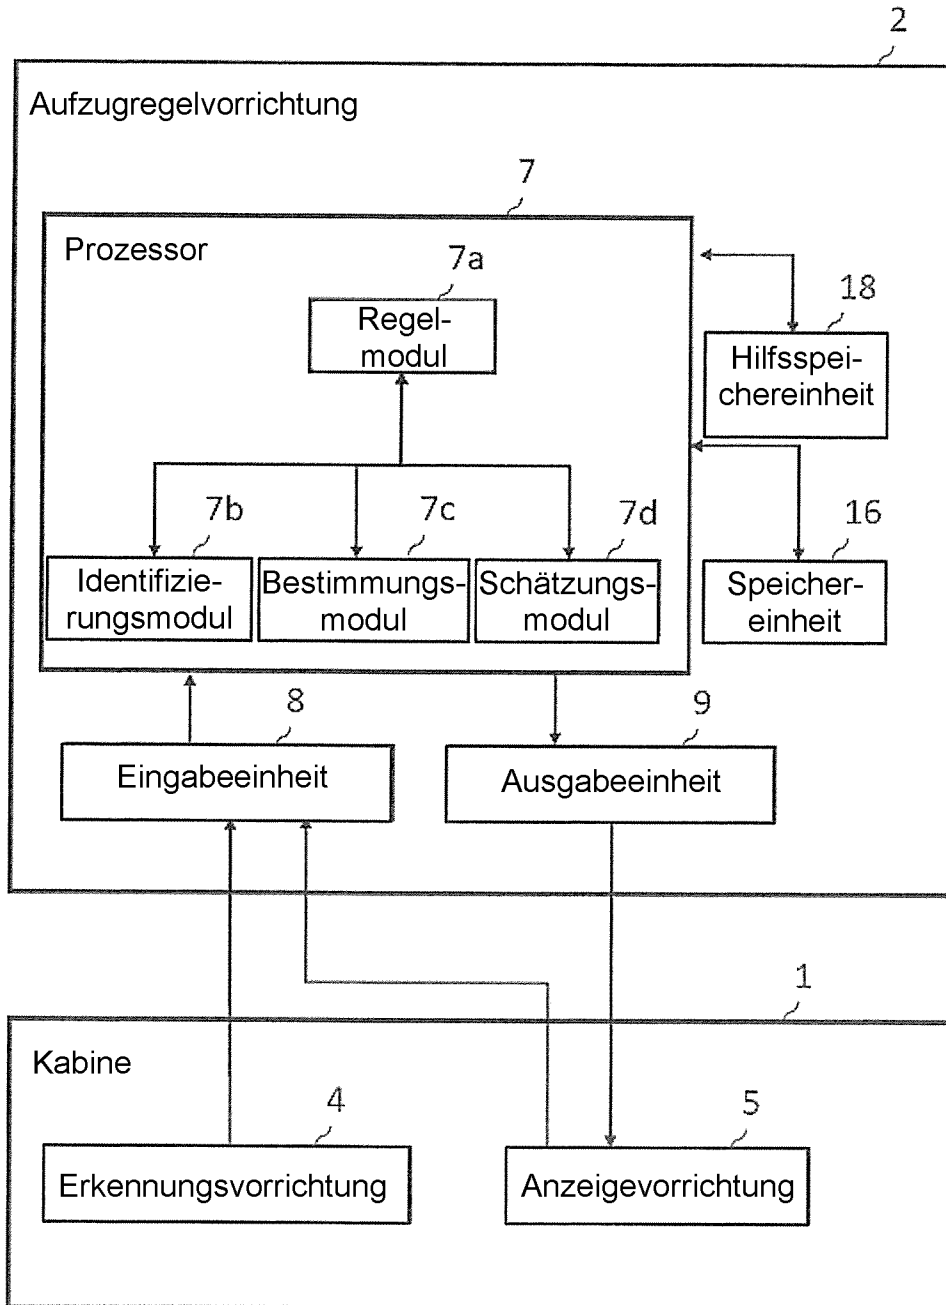 2
Aufzugregelvorrichtung
7
Prozessor
7a
Regel-
modul
18
Hilfsspei-
chereinheit
7b
7c
7d
16
Identifizie-
rungsmodul
Bestimmungs-
modul
Schätzungs-
modul
Speicher-
einheit
8
9
Eingabeeinheit
Ausgabeeinheit
1
Kabine
4
5
Erkennungsvorrichtung
Anzeigevorrichtung